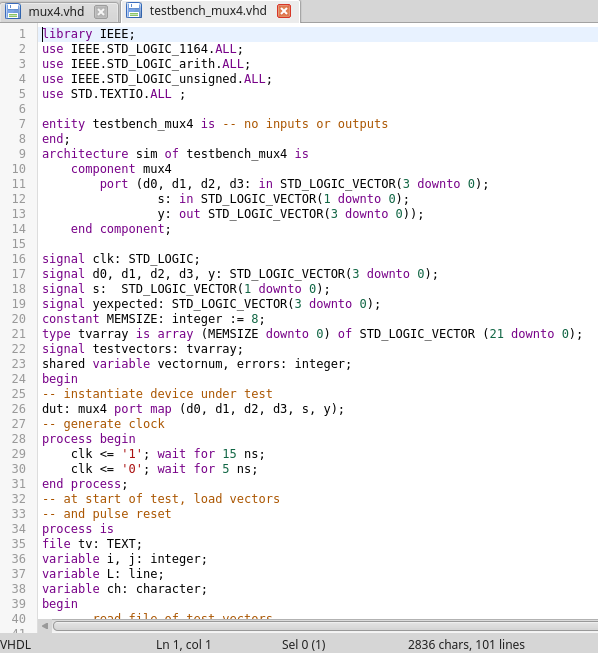 mux4.vhd testbench_mux4.vhd
1 library IEEE;
2 use IEEE.STD_LOGIC_1164.ALL;
3 use IEEE.STD_LOGIC_arith.ALL;
4 use IEEE.STD_LOGIC_unsigned.ALL;
5 use STD.TEXTIO.ALL ;
6
7 entity testbench_mux4 is -- no inputs or outputs
8 end;
9 architecture sim of testbench_mux4 is
10     component mux4
11         port (d0, d1, d2, d3: in STD_LOGIC_VECTOR(3 downto 0);
12                 s: in STD_LOGIC_VECTOR(1 downto 0);
13                 y: out STD_LOGIC_VECTOR(3 downto 0));
14     end component;
15
16 signal clk: STD_LOGIC;
17 signal d0, d1, d2, d3, y: STD_LOGIC_VECTOR(3 downto 0);
18 signal s:  STD_LOGIC_VECTOR(1 downto 0);
19 signal yexpected: STD_LOGIC_VECTOR(3 downto 0);
20 constant MEMSIZE: integer := 8;
21 type tvarray is array (MEMSIZE downto 0) of STD_LOGIC_VECTOR (21 downto 0);
22 signal testvectors: tvarray;
23 shared variable vectornum, errors: integer;
24 begin
25 -- instantiate device under test
26 dut: mux4 port map (d0, d1, d2, d3, s, y);
27 -- generate clock
28 process begin
29     clk <= '1'; wait for 15 ns;
30     clk <= '0'; wait for 5 ns;
31 end process;
32 -- at start of test, load vectors
33 -- and pulse reset
34 process is
35 file tv: TEXT;
36 variable i, j: integer;
37 variable L: line;
38 variable ch: character;
39 begin
40 read file of test vectors
41
VHDL Ln 1, col 1 Sel 0 (1) 2836 chars, 101 lines